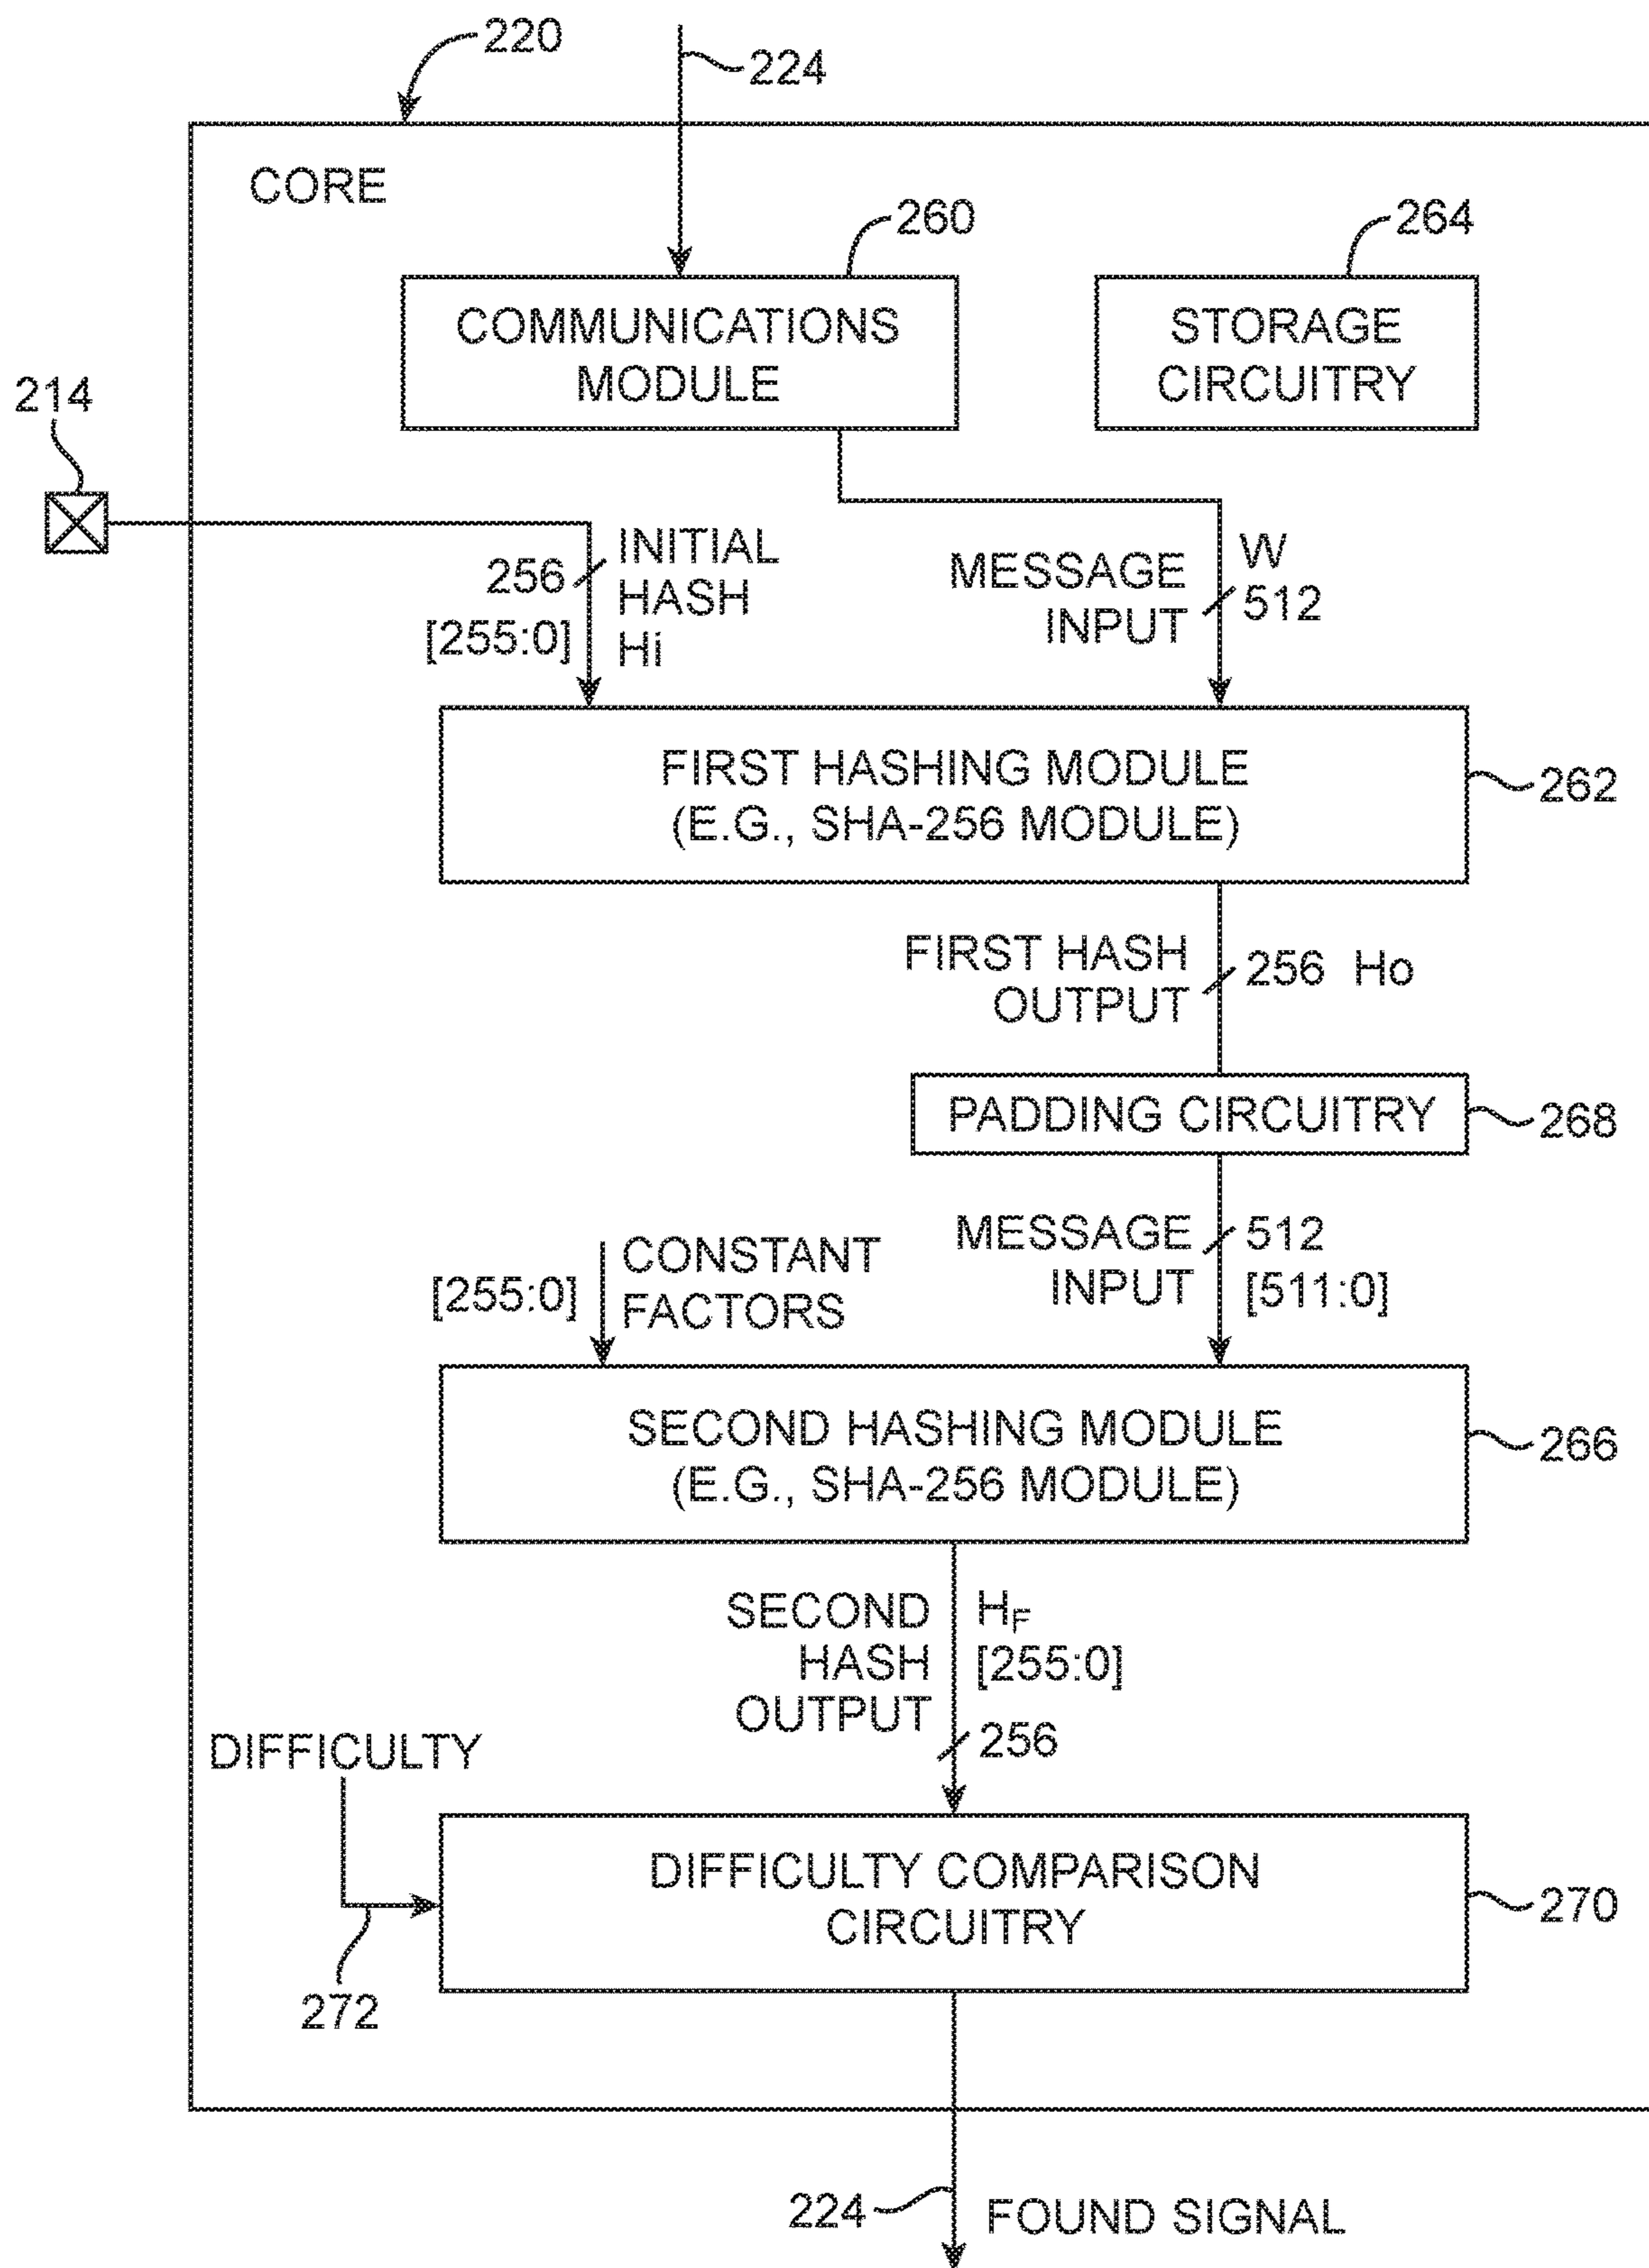 220
224
CORE
260
264
COMMUNICATIONS
MODULE
STORAGE
CIRCUITRY
214
256
[255:0]
INITIAL
HASH
Hi
MESSAGE
INPUT
W
512
FIRST HASHING MODULE
(E.G., SHA-256 MODULE)
262
FIRST HASH
OUTPUT
256 Ho
PADDING CIRCUITRY
268
[255:0]
CONSTANT
FACTORS
MESSAGE
INPUT
512
[511:0]
SECOND HASHING MODULE
(E.G., SHA-256 MODULE)
266
SECOND
HASH
OUTPUT
H_F
[255:0]
256
DIFFICULTY
272
DIFFICULTY COMPARISON
CIRCUITRY
270
224
FOUND SIGNAL